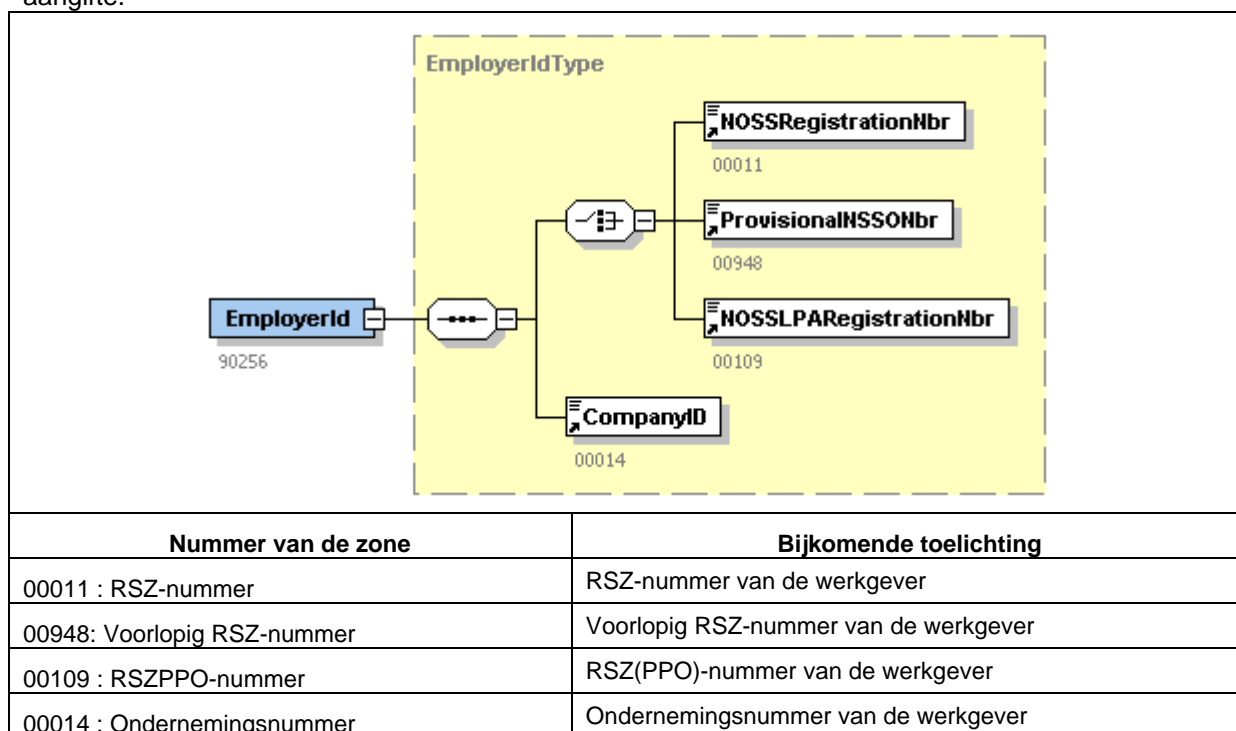 aangifte.
EmployerIdType
NOSSRegistrationNbr
00011
ProvisionalNSSONbr
00948
EmployerId
90256
NOSSLPARegistrationNbr
00109
CompanyID
00014
Nummer van de zone
Bijkomende toelichting
00011 : RSZ-nummer
RSZ-nummer van de werkgever
00948: Voorlopig RSZ-nummer
Voorlopig RSZ-nummer van de werkgever
00109 : RSZPPO-nummer
RSZ(PPO)-nummer van de werkgever
00014 : Ondernemingsnummer
Ondernemingsnummer van de werkgever